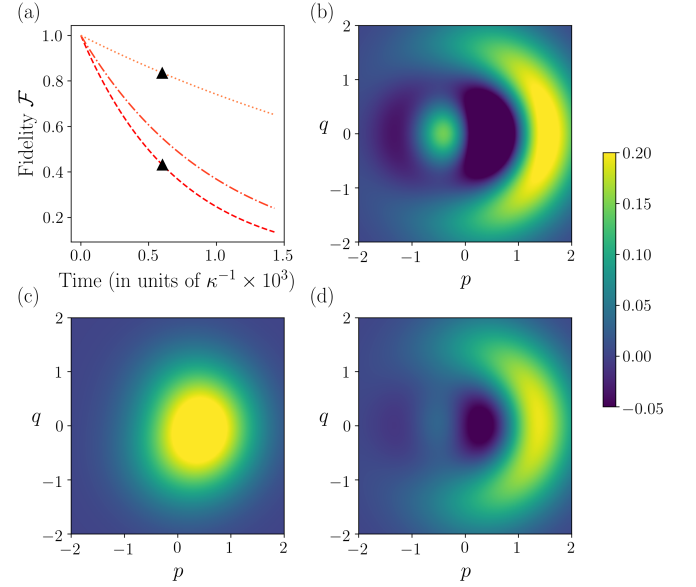 (a)
1.0
0.8
0.6
0.4
0.2
Fidelity 𝓕
0.0 0.5 1.0 1.5
Time (in units of κ⁻¹ × 10³)
(b)
2
1
0
−1
−2
q
−2 −1 0 1 2
p
(c)
2
1
0
−1
−2
q
−2 −1 0 1 2
p
(d)
2
1
0
−1
−2
q
−2 −1 0 1 2
p
0.20
0.15
0.10
0.05
0.00
−0.05